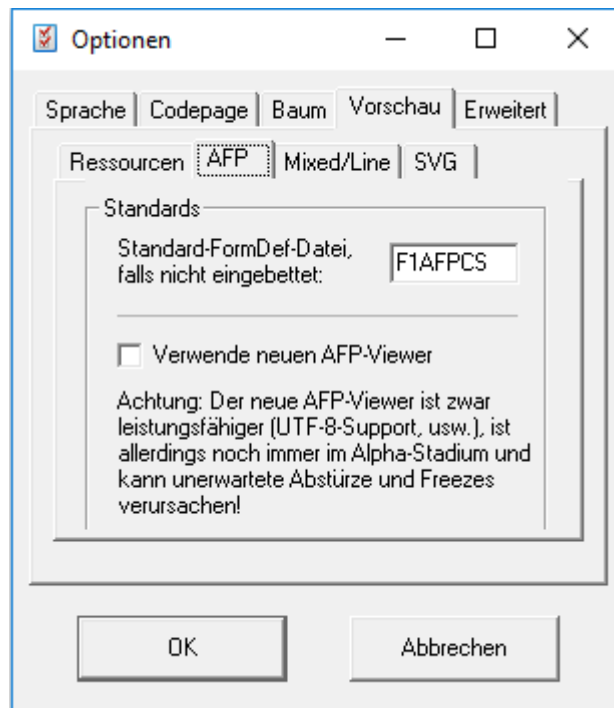 Optionen
Sprache Codepage Baum Vorschau Erweitert
Ressourcen AFP Mixed/Line SVG
Standards
Standard-FormDef-Datei,
falls nicht eingebettet:
F1AFPCS
Verwende neuen AFP-Viewer
Achtung: Der neue AFP-Viewer ist zwar
leistungsfähiger (UTF-8-Support, usw.), ist
allerdings noch immer im Alpha-Stadium und
kann unerwartete Abstürze und Freezes
verursachen!
OK Abbrechen